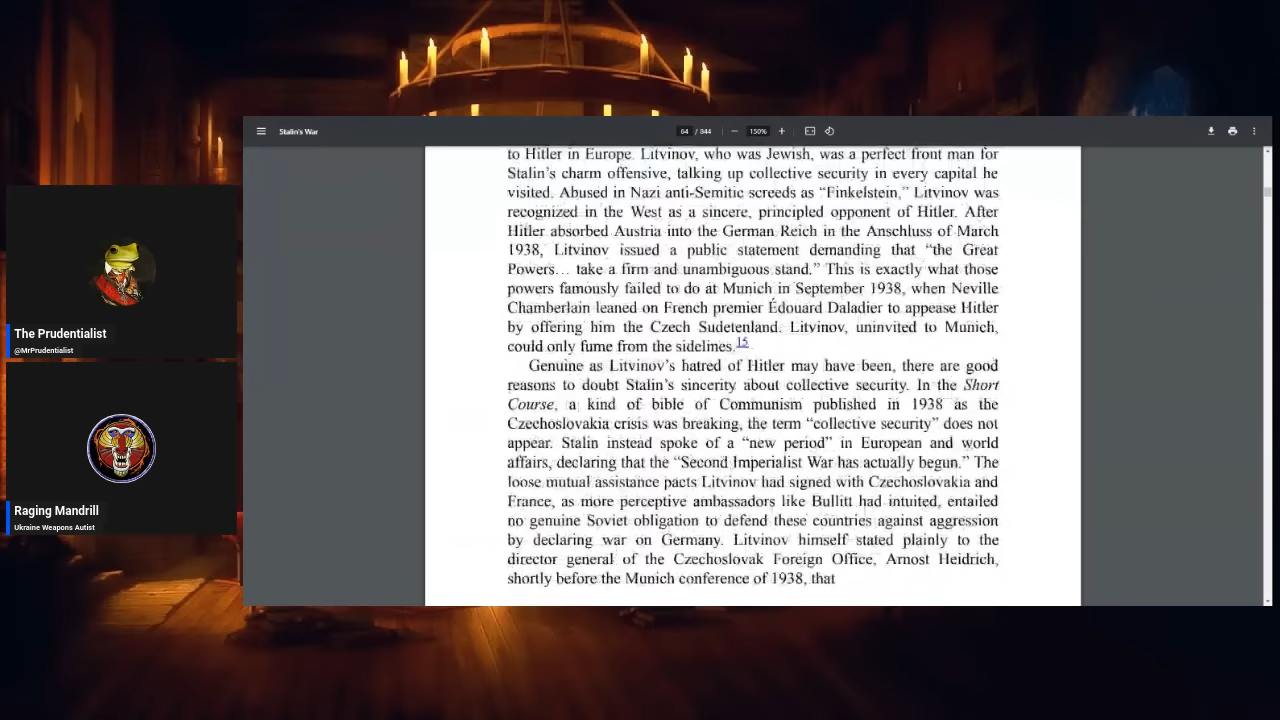 Stalin's War
64 / 844
150%
to Hitler in Europe. Litvinov, who was Jewish, was a perfect front man for
Stalin's charm offensive, talking up collective security in every capital he
visited. Abused in Nazi anti-Semitic screeds as “Finkelstein,” Litvinov was
recognized in the West as a sincere, principled opponent of Hitler. After
Hitler absorbed Austria into the German Reich in the Anschluss of March
1938, Litvinov issued a public statement demanding that “the Great
Powers… take a firm and unambiguous stand.” This is exactly what those
powers famously failed to do at Munich in September 1938, when Neville
Chamberlain leaned on French premier Édouard Daladier to appease Hitler
by offering him the Czech Sudetenland. Litvinov, uninvited to Munich,
could only fume from the sidelines.15
Genuine as Litvinov's hatred of Hitler may have been, there are good
reasons to doubt Stalin's sincerity about collective security. In the Short
Course, a kind of bible of Communism published in 1938 as the
Czechoslovakia crisis was breaking, the term “collective security” does not
appear. Stalin instead spoke of a “new period” in European and world
affairs, declaring that the “Second Imperialist War has actually begun.” The
loose mutual assistance pacts Litvinov had signed with Czechoslovakia and
France, as more perceptive ambassadors like Bullitt had intuited, entailed
no genuine Soviet obligation to defend these countries against aggression
by declaring war on Germany. Litvinov himself stated plainly to the
director general of the Czechoslovak Foreign Office, Arnost Heidrich,
shortly before the Munich conference of 1938, that
The Prudentialist
@MrPrudentialist
Raging Mandrill
Ukraine Weapons Autist